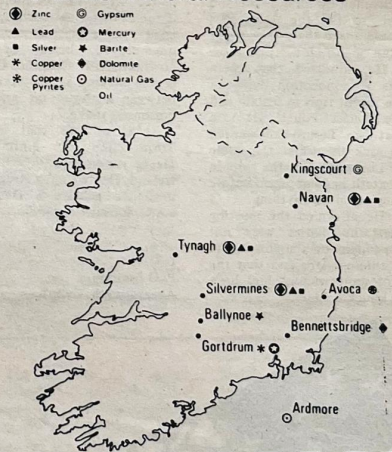 Zinc
Gypsum
Lead
Mercury
Silver
Barite
Copper
Dolomite
Copper Pyrites
Natural Gas
Oil
Kingscourt
Navan
Tynagh
Silvermines
Avoca
Ballynoe
Bennettsbridge
Gortdrum
Ardmore